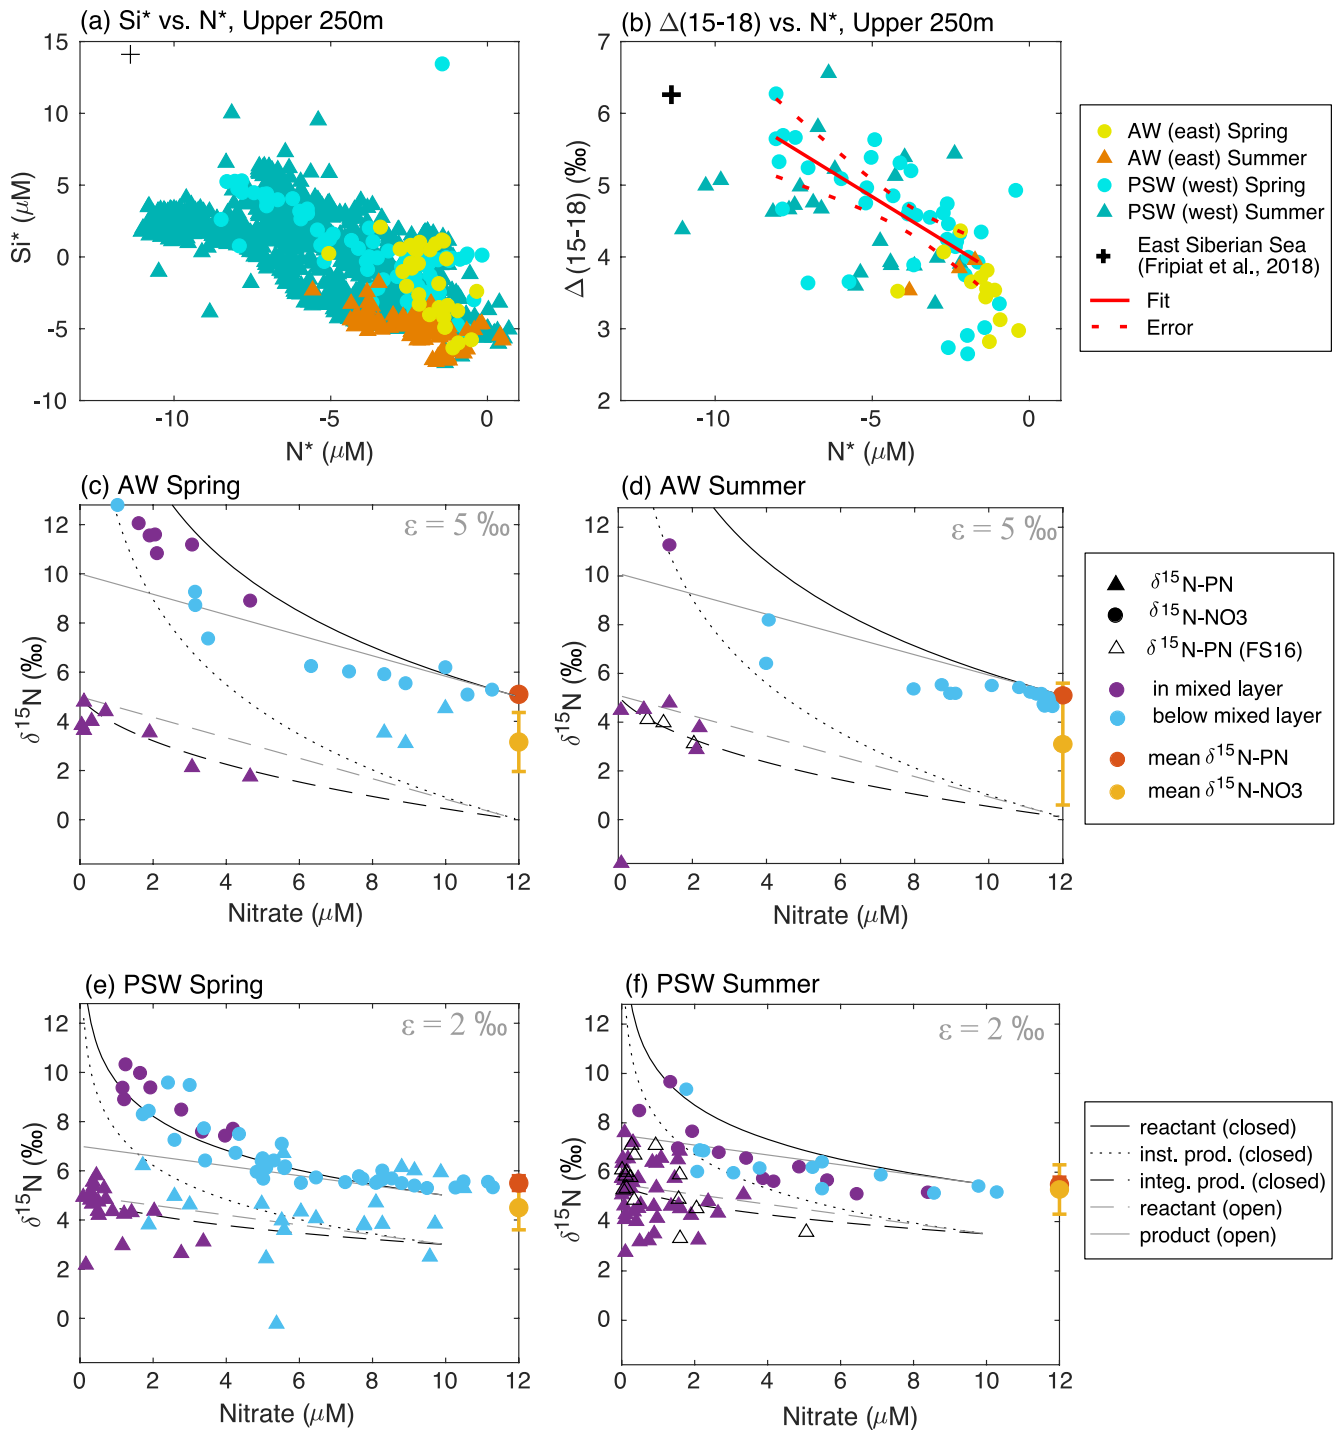 (a) Si* vs. N*, Upper 250m
15
10
5
0
-5
-10
Si* (μM)
-10
-5
0
N* (μM)
(b) Δ(15-18) vs. N*, Upper 250m
7
6
5
4
3
2
Δ(15-18) (‰)
-10
-5
0
N* (μM)
AW (east) Spring
AW (east) Summer
PSW (west) Spring
PSW (west) Summer
East Siberian Sea
(Fripiat et al., 2018)
Fit
Error
(c) AW Spring
ε = 5 ‰
12
10
8
6
4
2
0
δ15N (‰)
0
2
4
6
8
10
12
Nitrate (μM)
(d) AW Summer
ε = 5 ‰
12
10
8
6
4
2
0
δ15N (‰)
0
2
4
6
8
10
12
Nitrate (μM)
δ15N-PN
δ15N-NO3
δ15N-PN (FS16)
in mixed layer
below mixed layer
mean δ15N-PN
mean δ15N-NO3
(e) PSW Spring
ε = 2 ‰
12
10
8
6
4
2
0
δ15N (‰)
0
2
4
6
8
10
12
Nitrate (μM)
(f) PSW Summer
ε = 2 ‰
12
10
8
6
4
2
0
δ15N (‰)
0
2
4
6
8
10
12
Nitrate (μM)
reactant (closed)
inst. prod. (closed)
integ. prod. (closed)
reactant (open)
product (open)